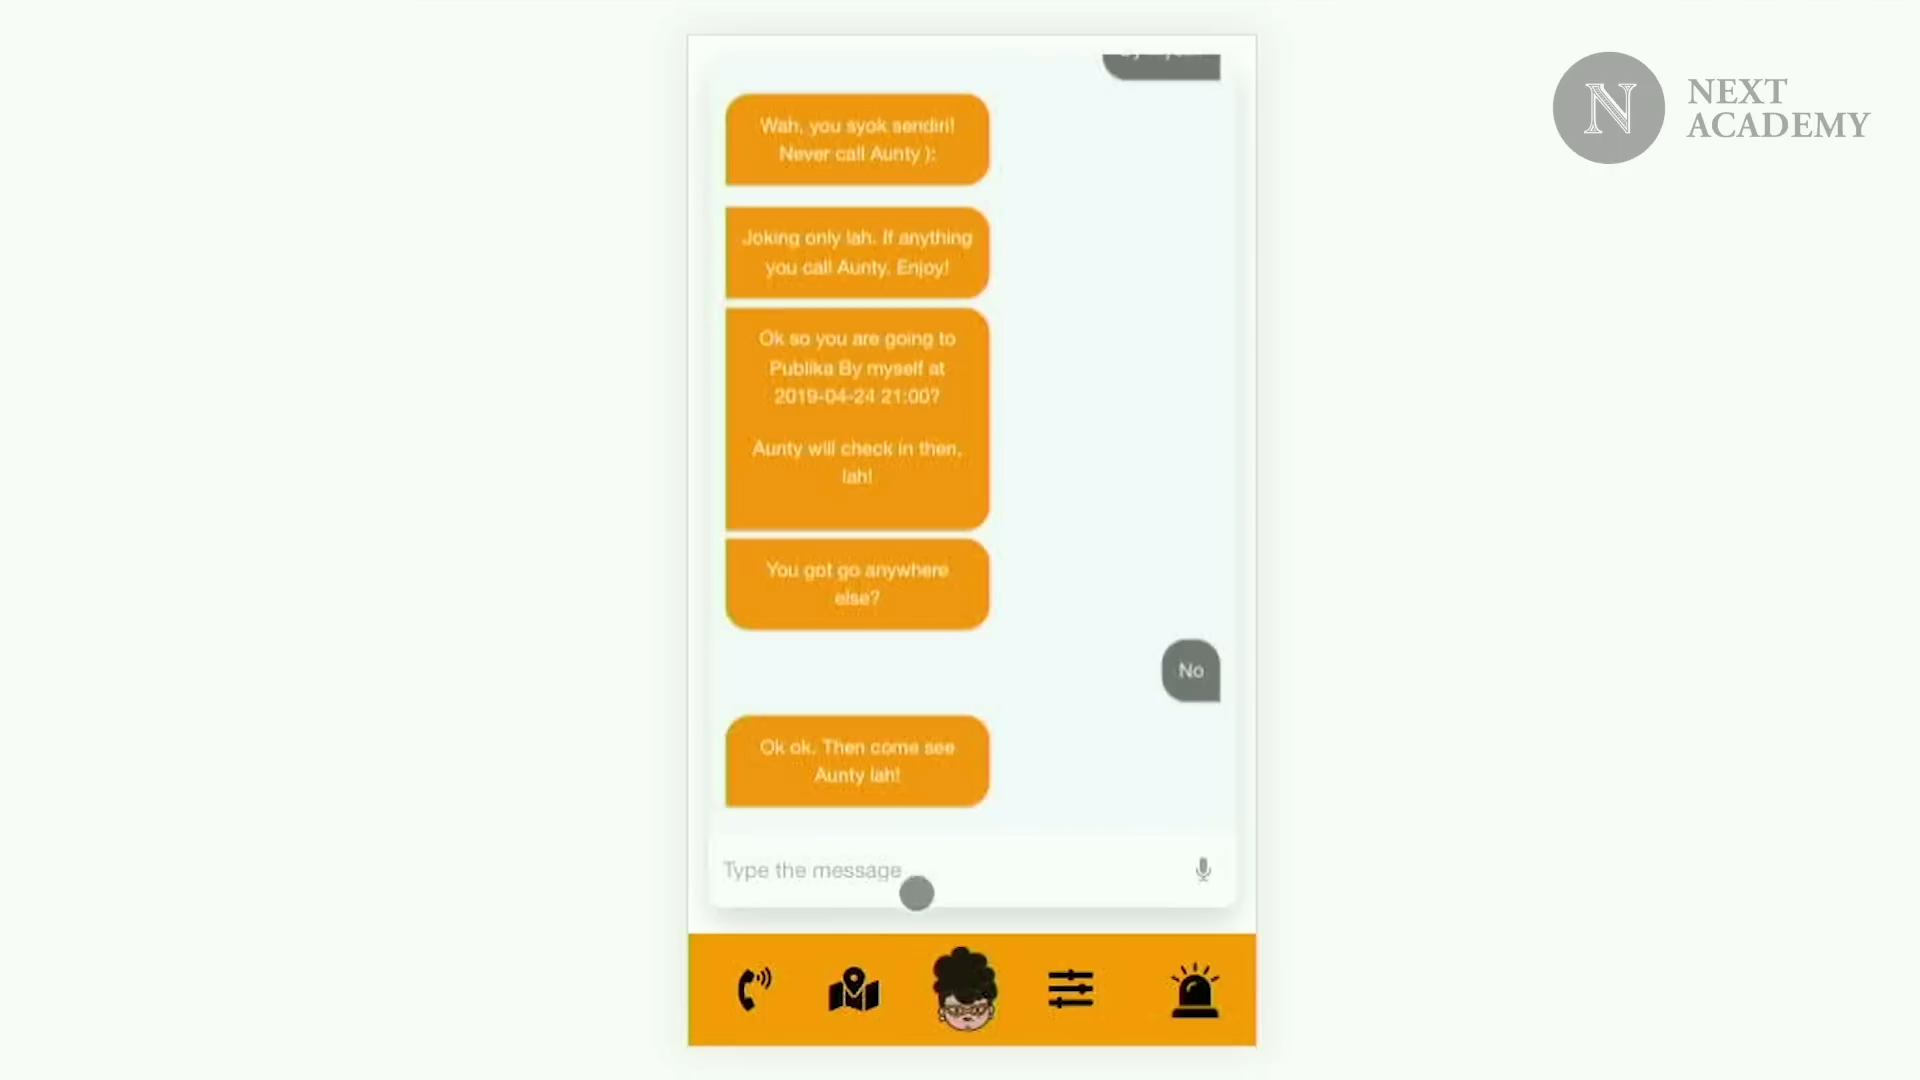 NEXT
ACADEMY
Wah, you syok sendiri!
Never call Aunty ):
Joking only lah. If anything
you call Aunty. Enjoy!
Ok so you are going to
Publika By myself at
2019-04-24 21:00?
Aunty will check in then,
lah!
You got go anywhere
else?
No
Ok ok. Then come see
Aunty lah!
Type the message